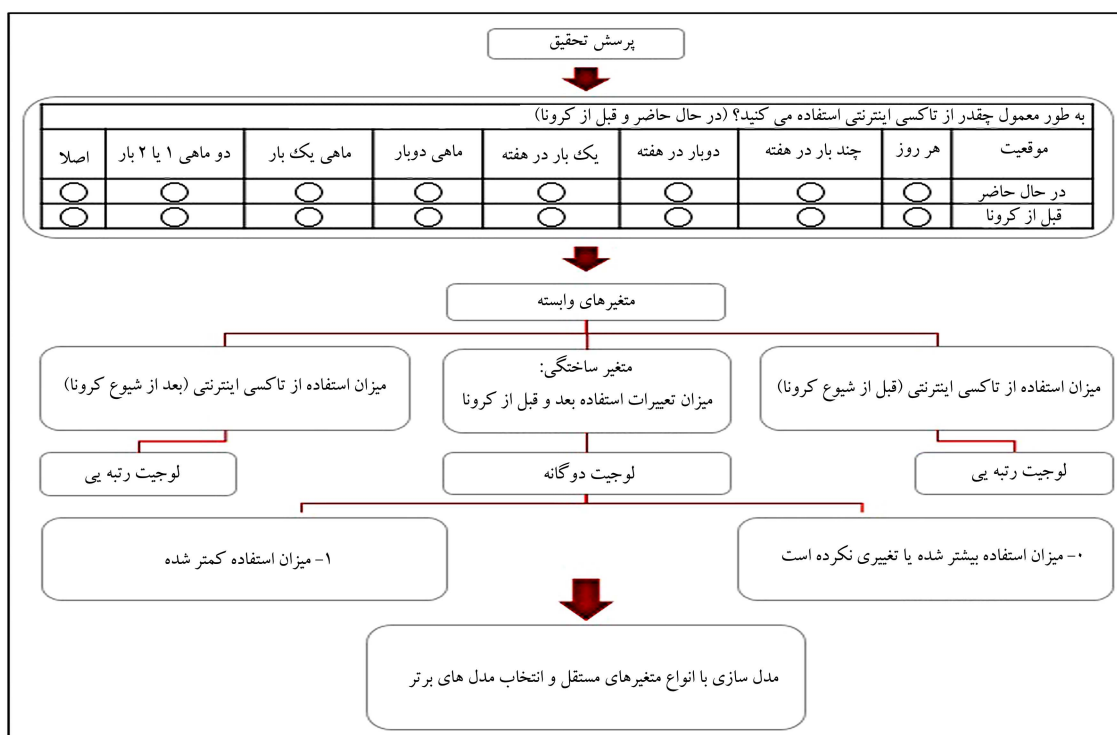 پرسش تحقیق
به طور معمول چقدر از تاکسی اینترنتی استفاده می کنید؟ (در حال حاضر و قبل از کرونا)
موقعیت هر روز چند بار در هفته دوبار در هفته یک بار در هفته ماهی دوبار ماهی یک بار دو ماهی ۱ یا ۲ بار اصلا
در حال حاضر
قبل از کرونا
متغیرهای وابسته
میزان استفاده از تاکسی اینترنتی (قبل از شیوع کرونا)
متغیر ساختگی:
میزان تعییرات استفاده بعد و قبل از کرونا
میزان استفاده از تاکسی اینترنتی (بعد از شیوع کرونا)
لوجیت رتبه یی
لوجیت دوگانه
لوجیت رتبه یی
۰- میزان استفاده بیشتر شده یا تغییری نکرده است
۱- میزان استفاده کمتر شده
مدل سازی با انواع متغیرهای مستقل و انتخاب مدل های برتر